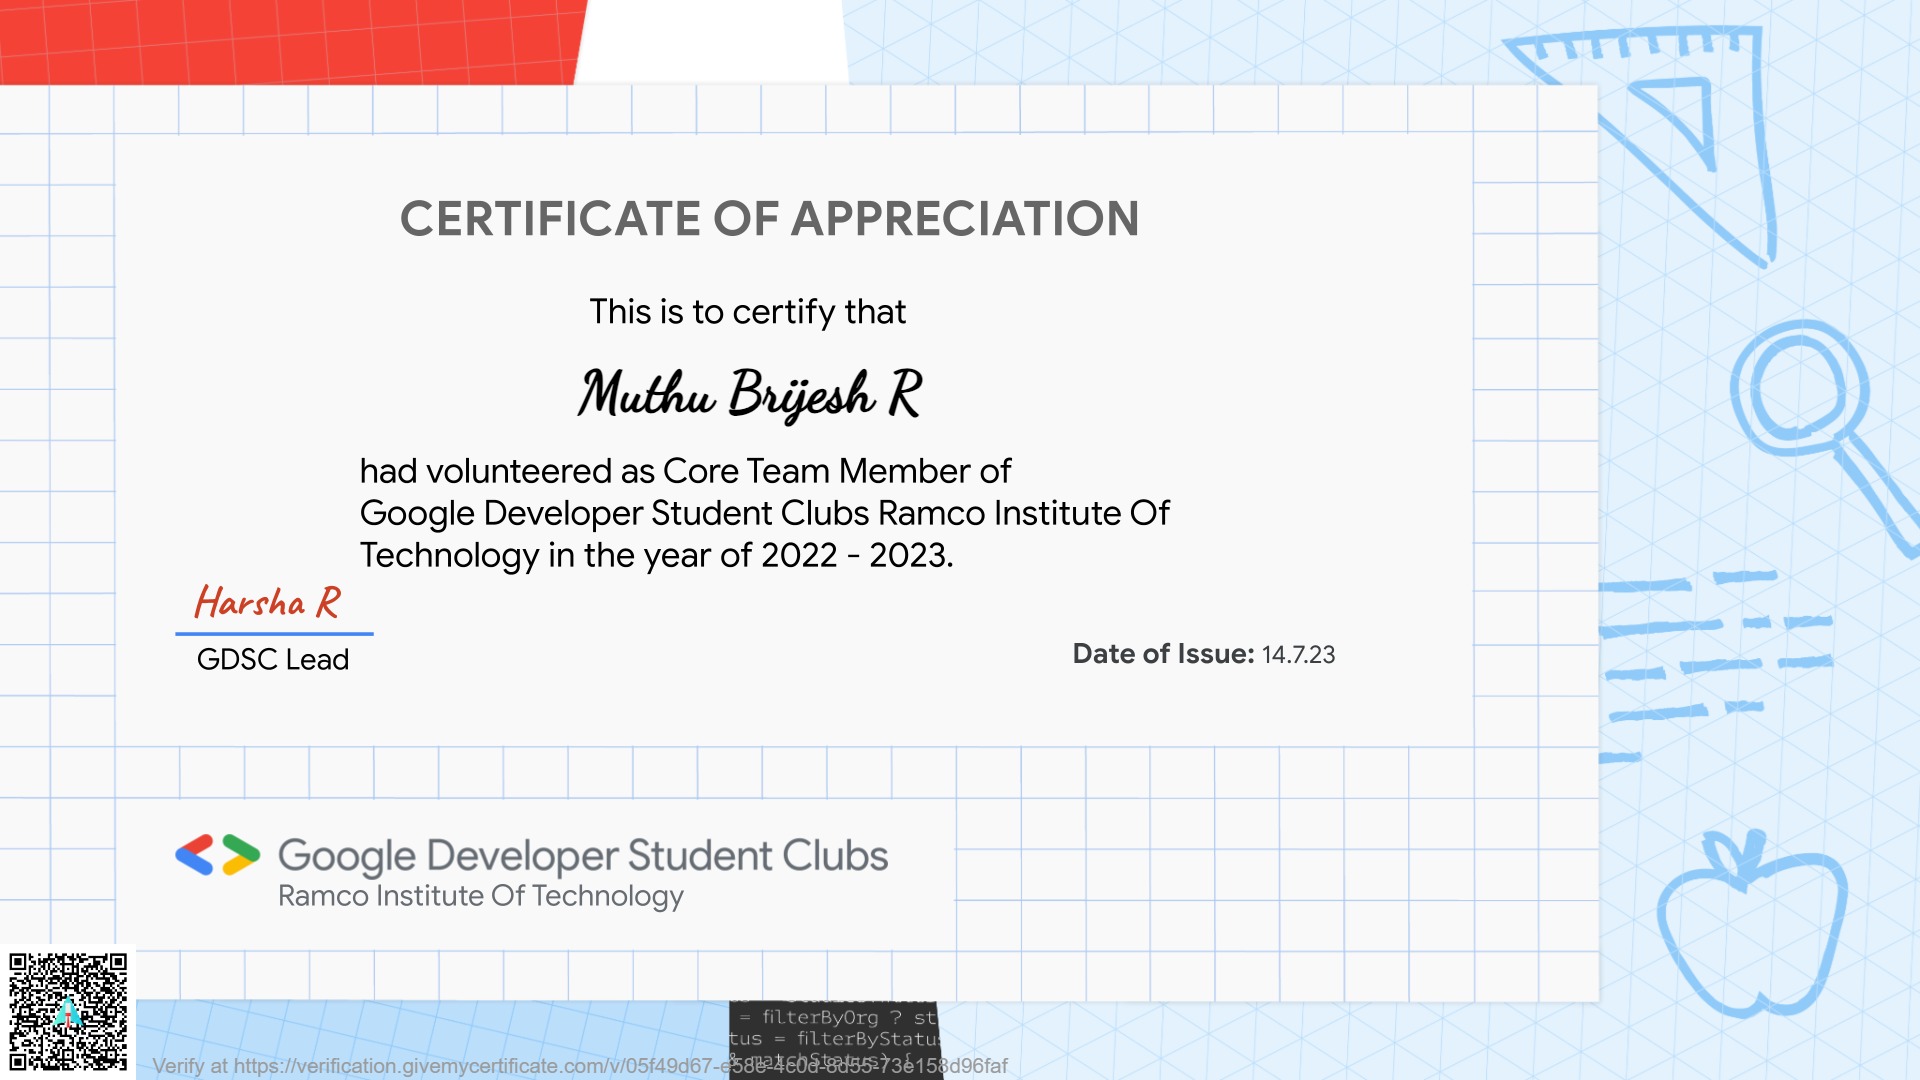 CERTIFICATE OF APPRECIATION
This is to certify that
Muthu Brijesh R
had volunteered as Core Team Member of
Google Developer Student Clubs Ramco Institute Of
Technology in the year of 2022 - 2023.
Harsha R
GDSC Lead
Date of Issue: 14.7.23
Google Developer Student Clubs
Ramco Institute Of Technology
= filterByOrg ? st
tus = filterByStatus
& matchStatus) {
Verify at https://verification.givemycertificate.com/v/05f49d67-e58e-4c0d-8d55-73e158d96faf